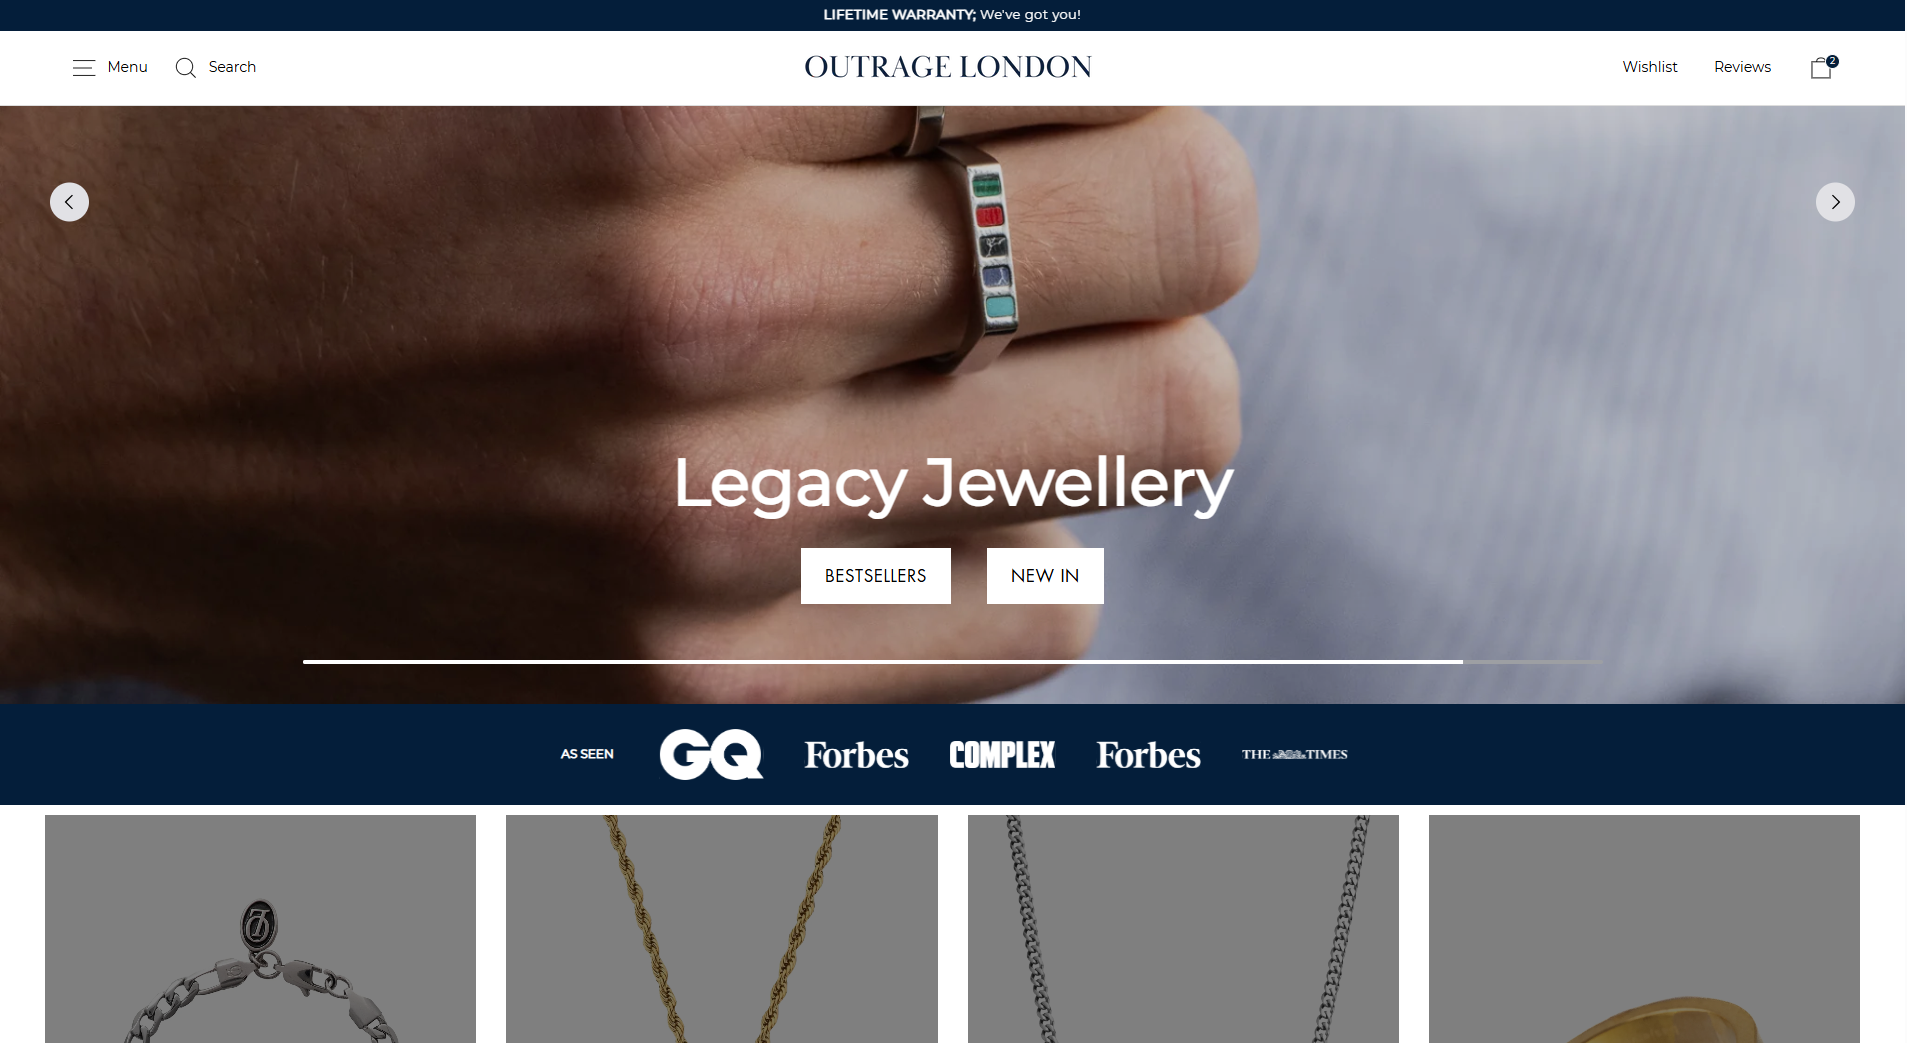 LIFETIME WARRANTY; We've got you!
Menu
Search
OUTRAGE LONDON
Wishlist
Reviews
2
Legacy Jewellery
BESTSELLERS
NEW IN
AS SEEN
GQ
Forbes
COMPLEX
Forbes
THE TIMES